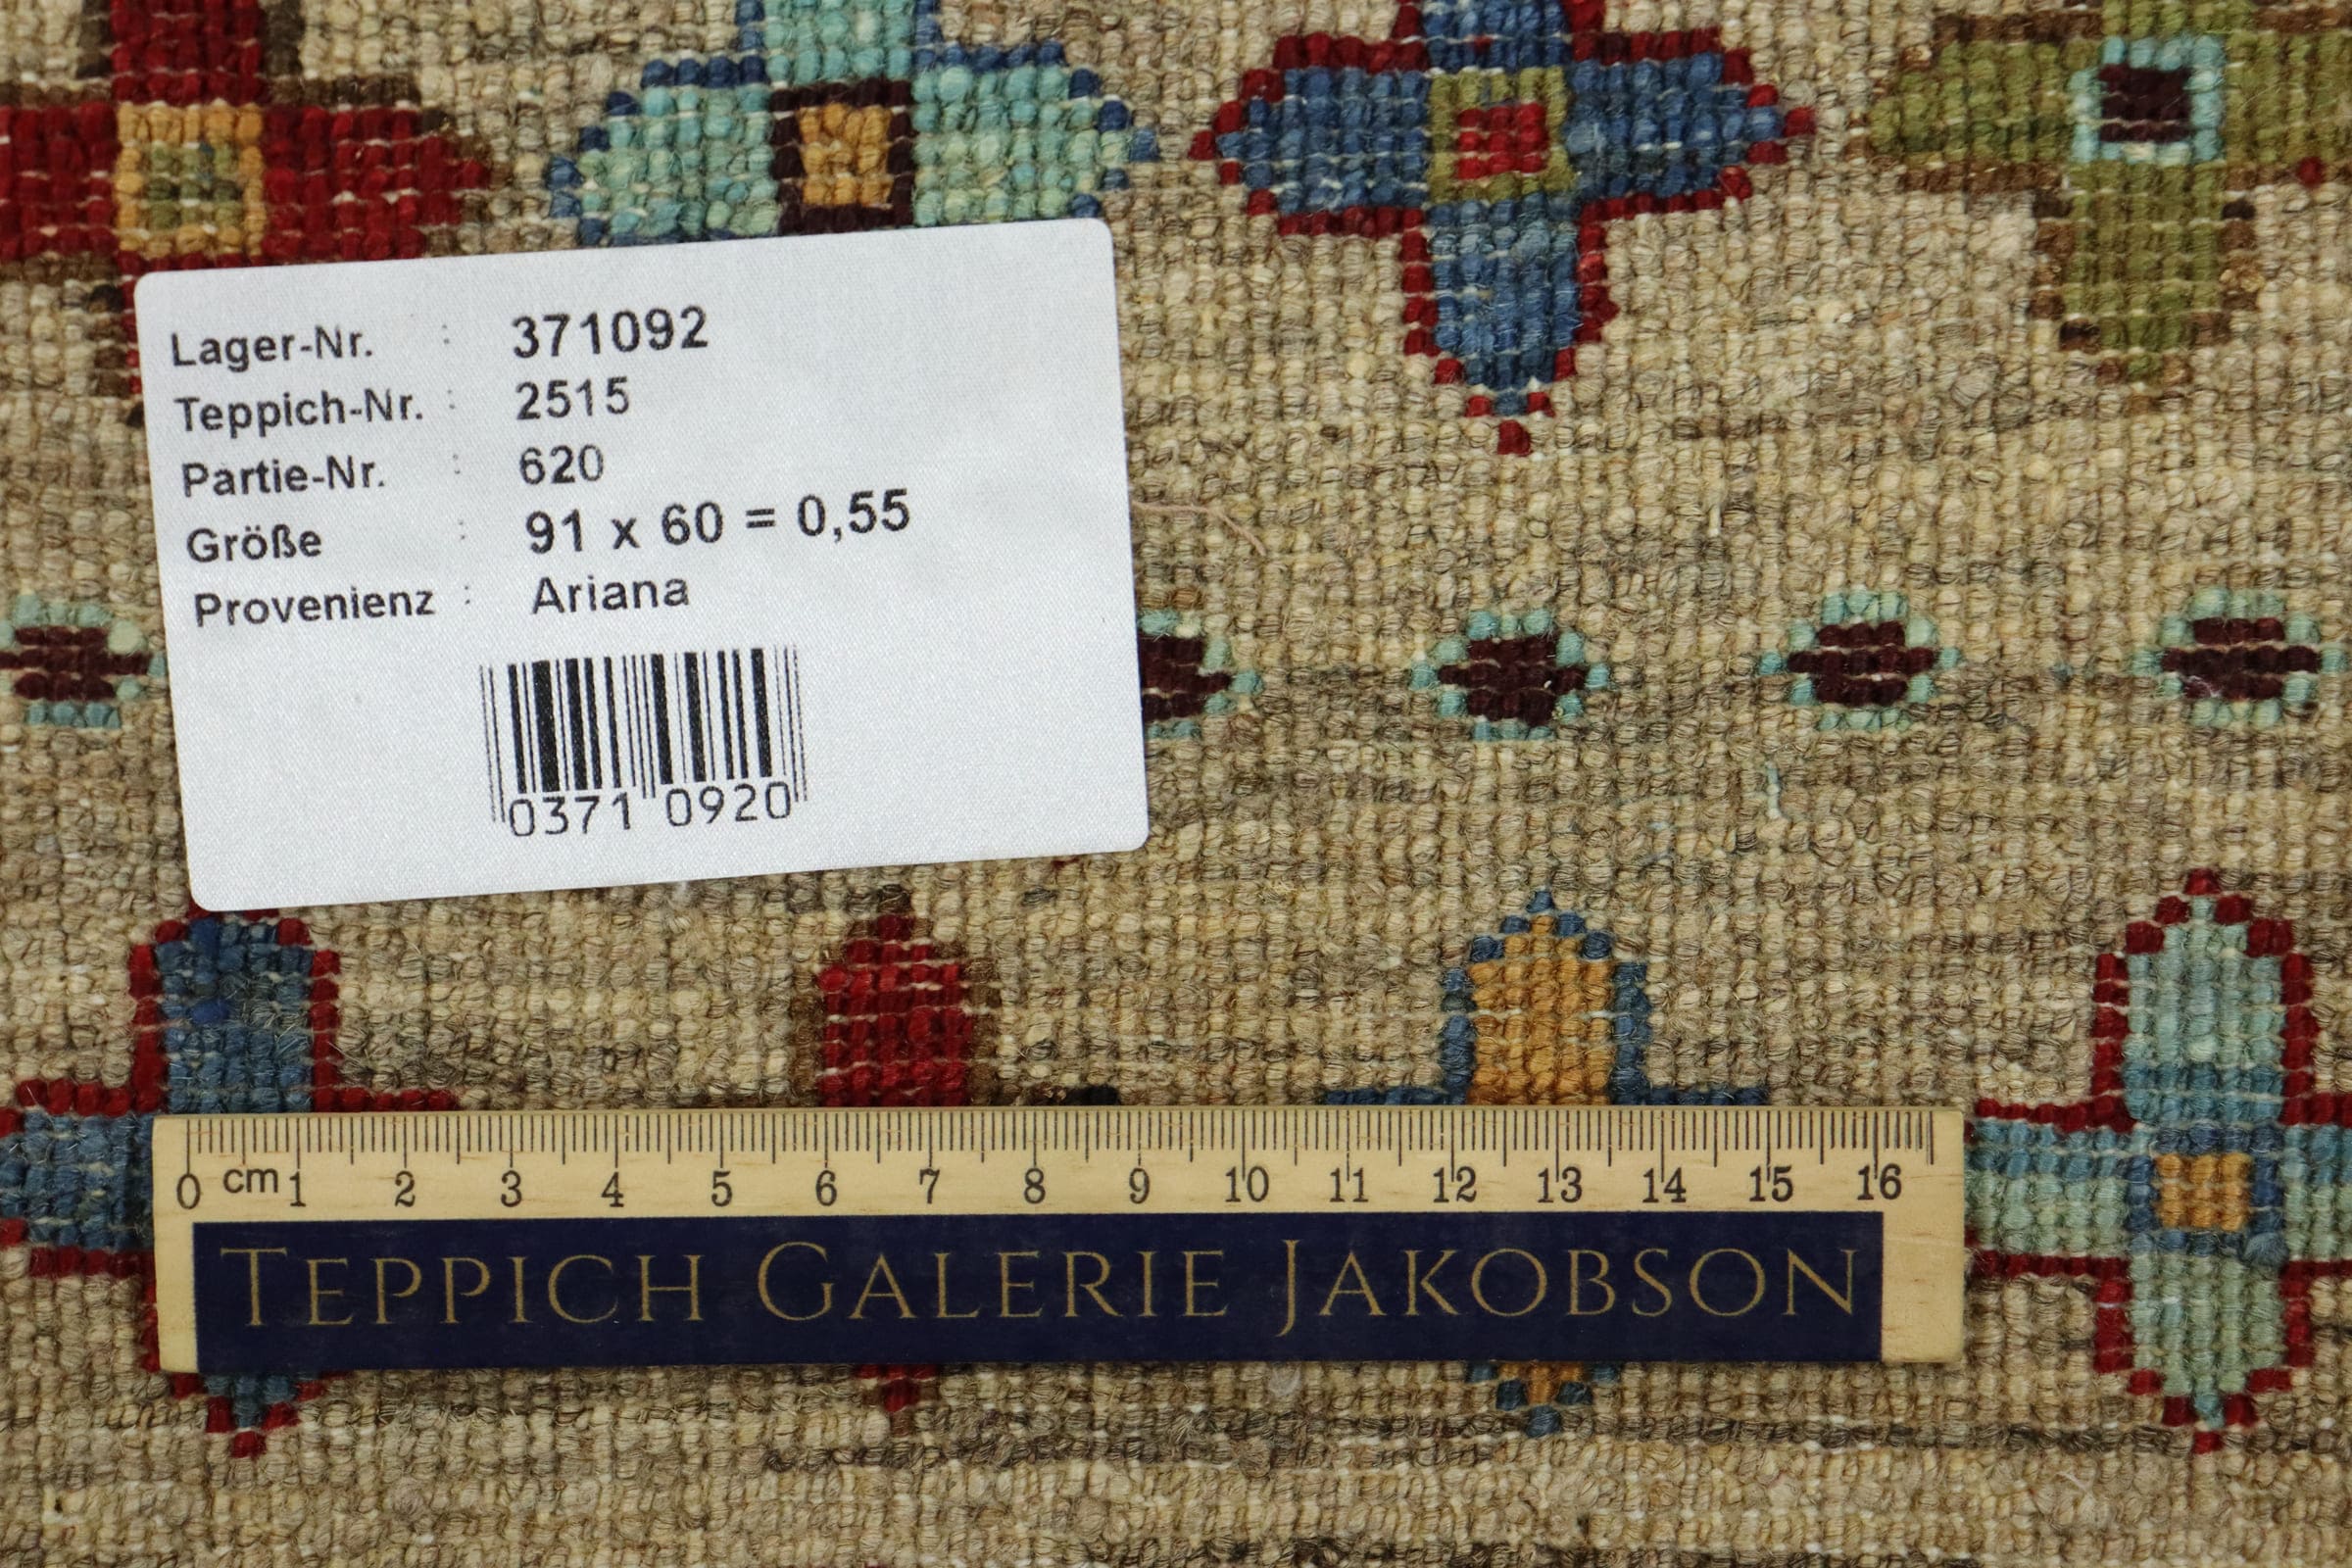 Lager-Nr. : 371092
Teppich-Nr. : 2515
Partie-Nr. : 620
Größe : 91 x 60 = 0,55
Provenienz : Ariana
0371 0920
0 cm 1 2 3 4 5 6 7 8 9 10 11 12 13 14 15 16
TEPPICH GALERIE JAKOBSON